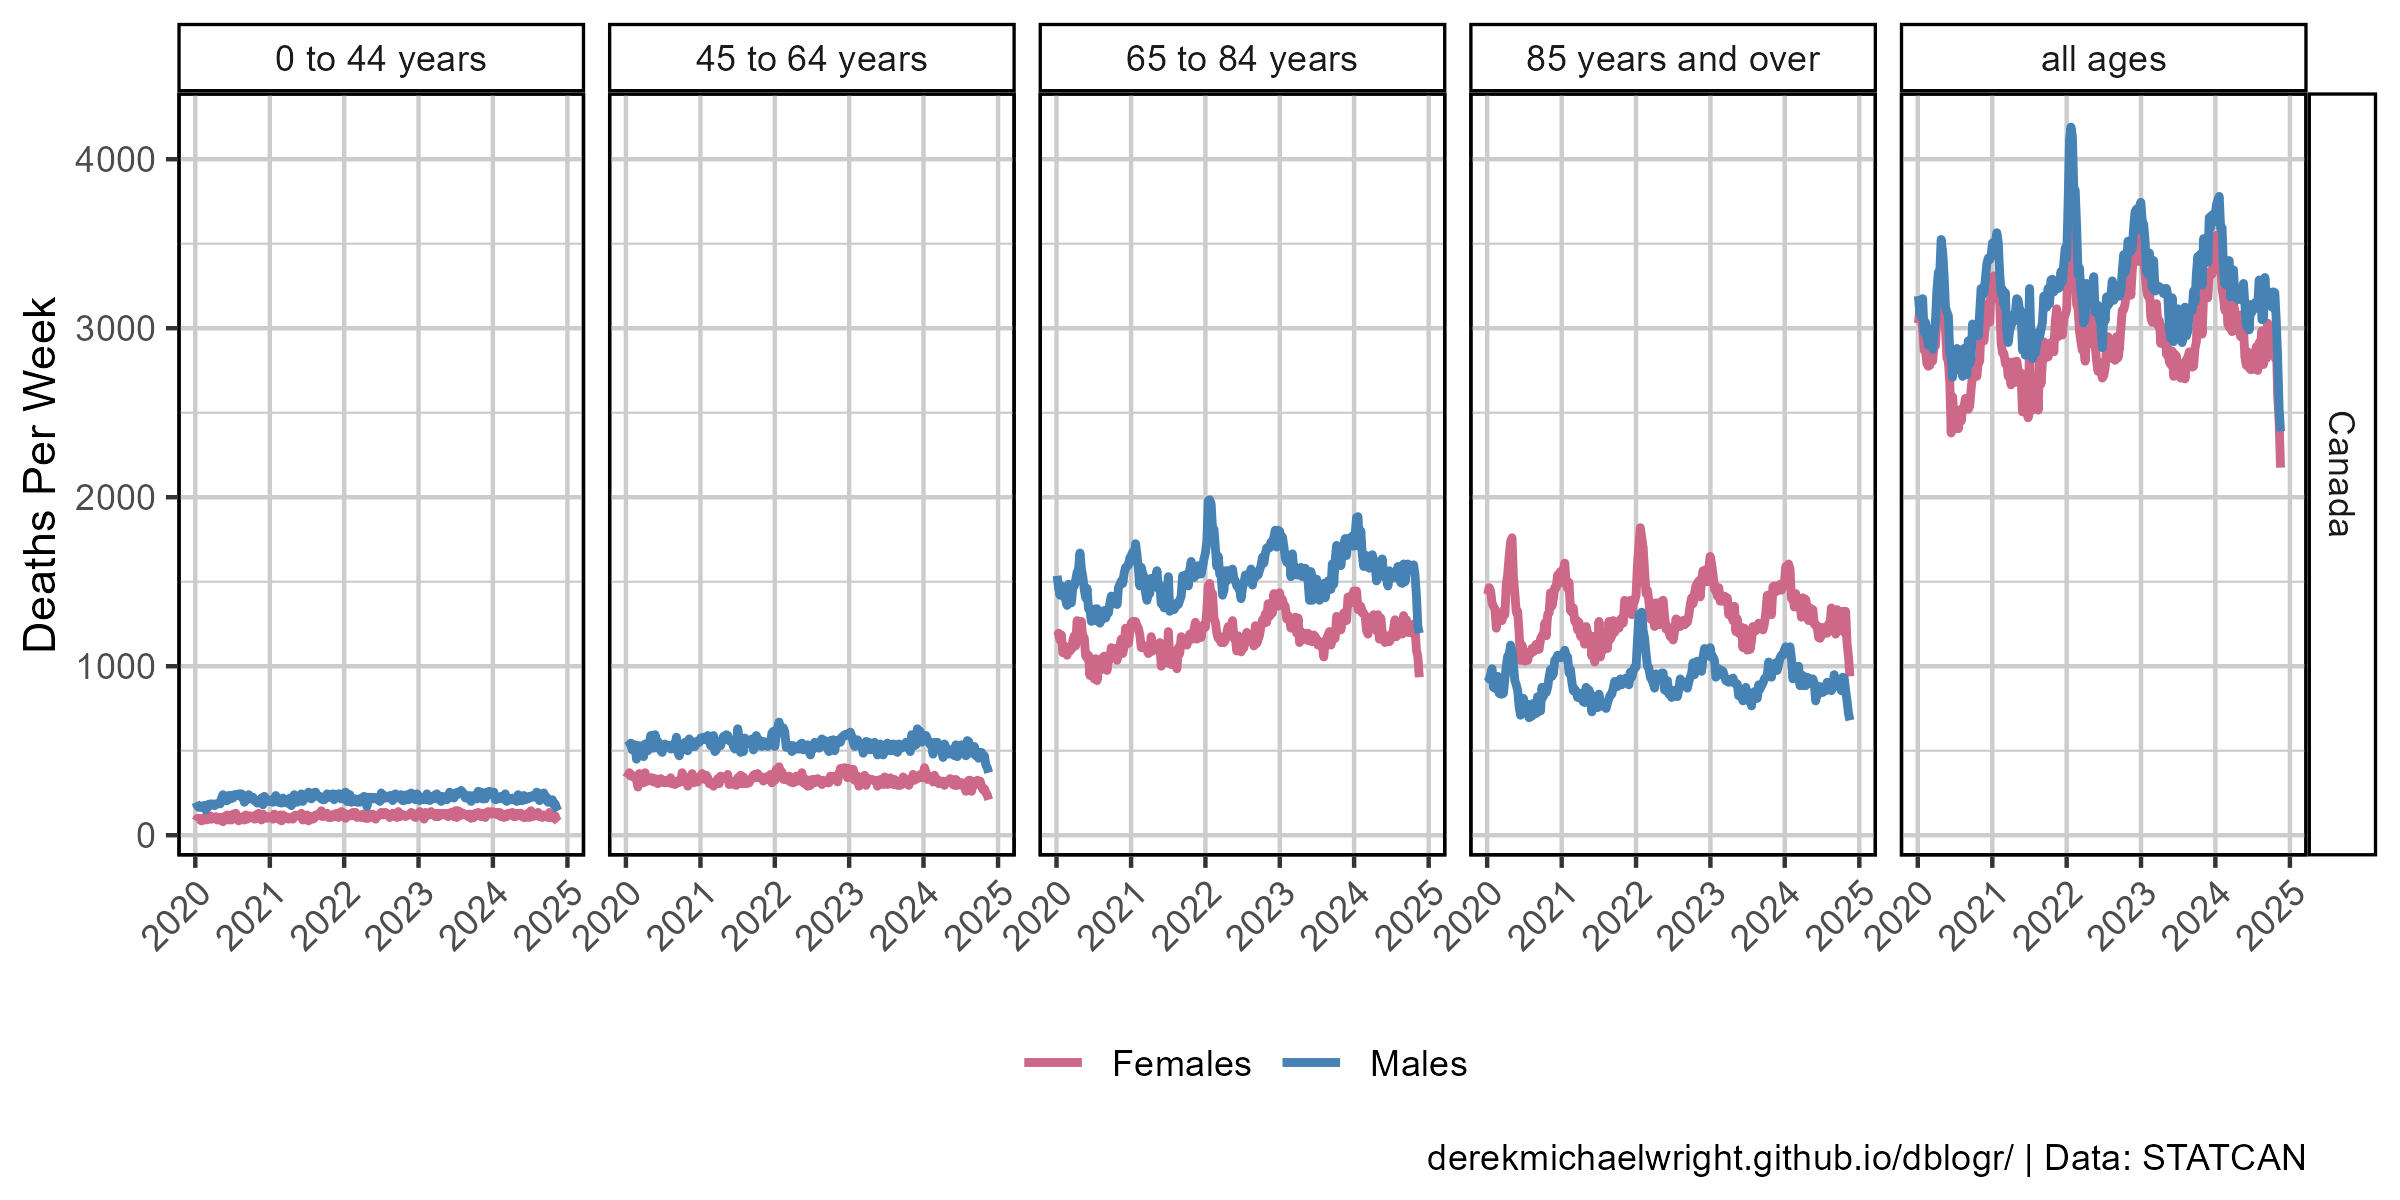 0 to 44 years
45 to 64 years
65 to 84 years
85 years and over
all ages
Canada
Deaths Per Week
4000
3000
2000
1000
0
2020 2021 2022 2023 2024 2025
2020 2021 2022 2023 2024 2025
2020 2021 2022 2023 2024 2025
2020 2021 2022 2023 2024 2025
2020 2021 2022 2023 2024 2025
Females Males
derekmichaelwright.github.io/dblogr/ | Data: STATCAN